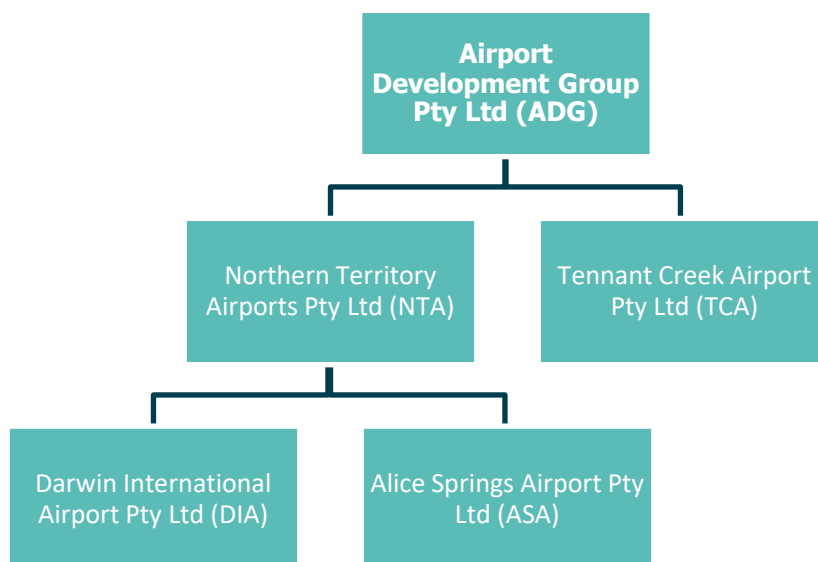 Airport
Development Group
Pty Ltd (ADG)
Northern Territory
Airports Pty Ltd (NTA)
Tennant Creek Airport
Pty Ltd (TCA)
Darwin International
Airport Pty Ltd (DIA)
Alice Springs Airport Pty
Ltd (ASA)